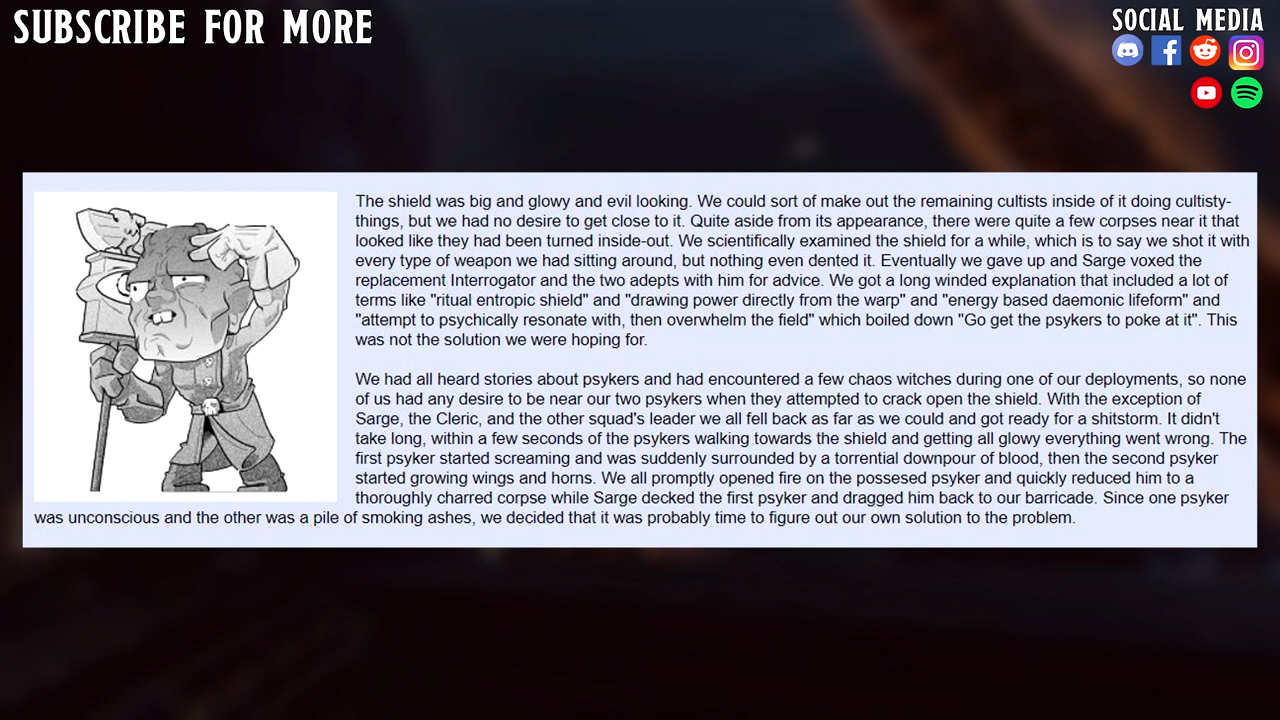 SUBSCRIBE FOR MORE
SOCIAL MEDIA
The shield was big and glowy and evil looking. We could sort of make out the remaining cultists inside of it doing cultisty-
things, but we had no desire to get close to it. Quite aside from its appearance, there were quite a few corpses near it that
looked like they had been turned inside-out. We scientifically examined the shield for a while, which is to say we shot it with
every type of weapon we had sitting around, but nothing even dented it. Eventually we gave up and Sarge voxed the
replacement Interrogator and the two adepts with him for advice. We got a long winded explanation that included a lot of
terms like "ritual entropic shield" and "drawing power directly from the warp" and "energy based daemonic lifeform" and
"attempt to psychically resonate with, then overwhelm the field" which boiled down "Go get the psykers to poke at it". This
was not the solution we were hoping for.
We had all heard stories about psykers and had encountered a few chaos witches during one of our deployments, so none
of us had any desire to be near our two psykers when they attempted to crack open the shield. With the exception of
Sarge, the Cleric, and the other squad's leader we all fell back as far as we could and got ready for a shitstorm. It didn't
take long, within a few seconds of the psykers walking towards the shield and getting all glowy everything went wrong. The
first psyker started screaming and was suddenly surrounded by a torrential downpour of blood, then the second psyker
started growing wings and horns. We all promptly opened fire on the possesed psyker and quickly reduced him to a
thoroughly charred corpse while Sarge decked the first psyker and dragged him back to our barricade. Since one psyker
was unconscious and the other was a pile of smoking ashes, we decided that it was probably time to figure out our own solution to the problem.